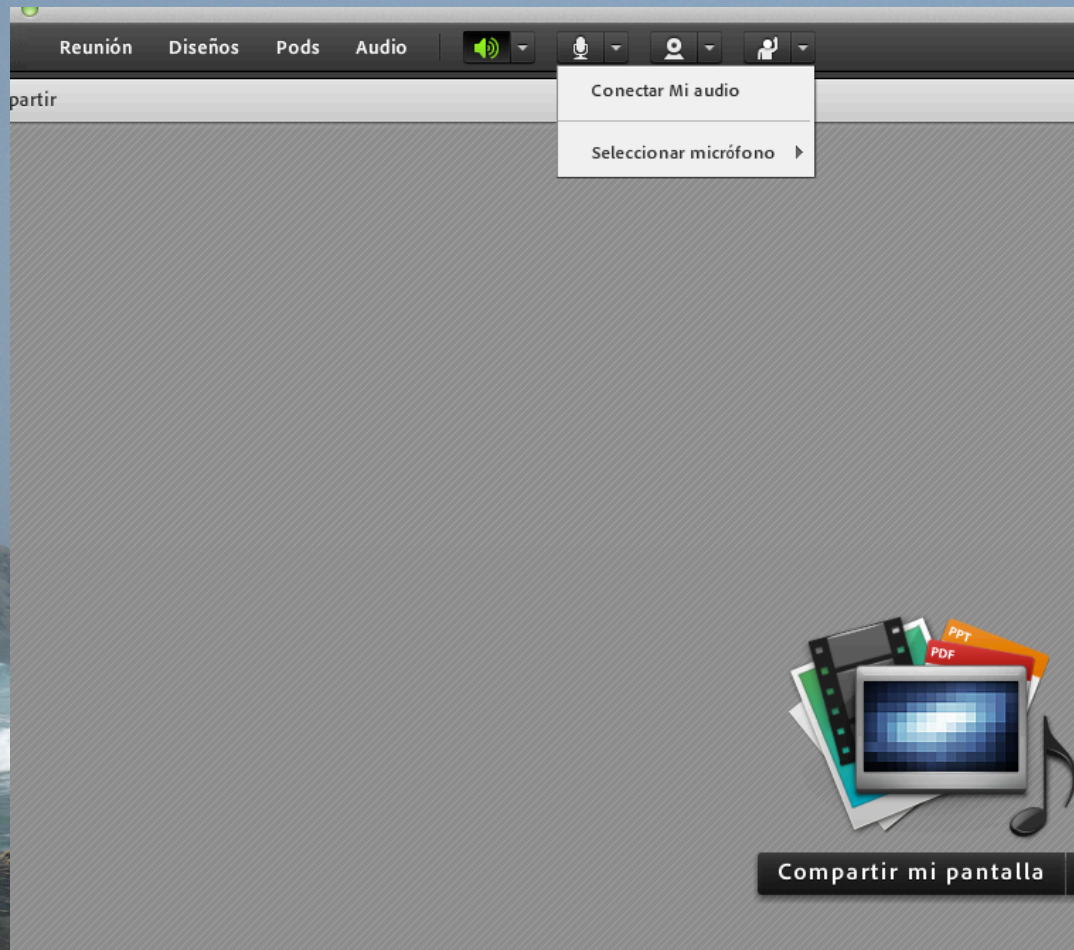 Reunión Diseños Pods Audio
partir
Conectar Mi audio
Seleccionar micrófono
PPT
PDF
Compartir mi pantalla